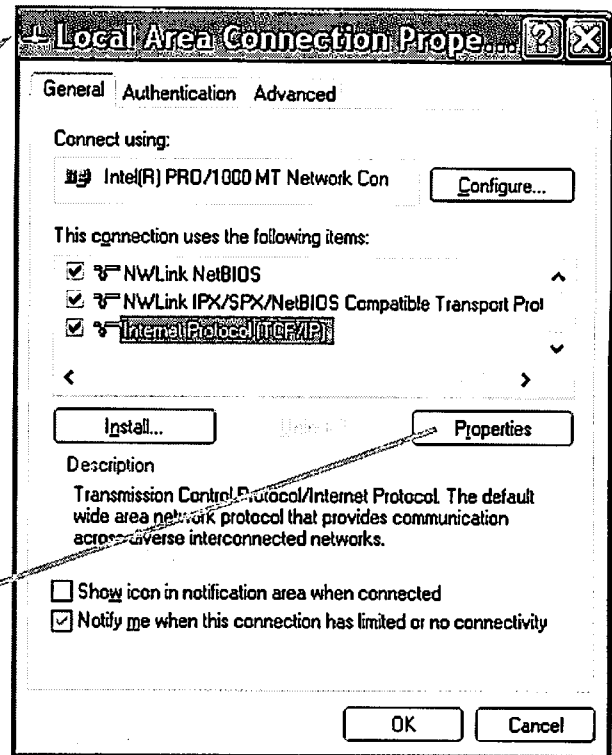 Local Area Connection Prope...
General Authentication Advanced
Connect using:
Intel(R) PRO/1000 MT Network Con
Configure...
This connection uses the following items:
NWLink NetBIOS
NWLink IPX/SPX/NetBIOS Compatible Transport Prot
Internet Protocol (TCP/IP)
Install...
Properties
Description
Transmission Control Protocol/Internet Protocol. The default
wide area network protocol that provides communication
across diverse interconnected networks.
Show icon in notification area when connected
Notify me when this connection has limited or no connectivity
OK Cancel